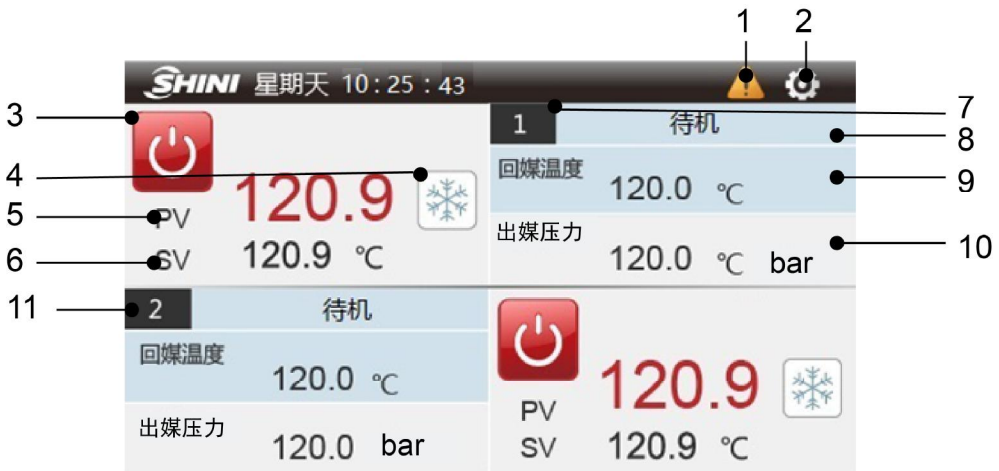 1 2
SHINI 星期天 10:25:43
3
7
1 待机
8
4
120.9
回媒温度
120.0 ℃
9
5
PV
6
SV 120.9 ℃
出媒压力
120.0 ℃ bar
10
11
2 待机
回媒温度
120.0 ℃
出媒压力
120.0 bar
120.9
PV
SV 120.9 ℃